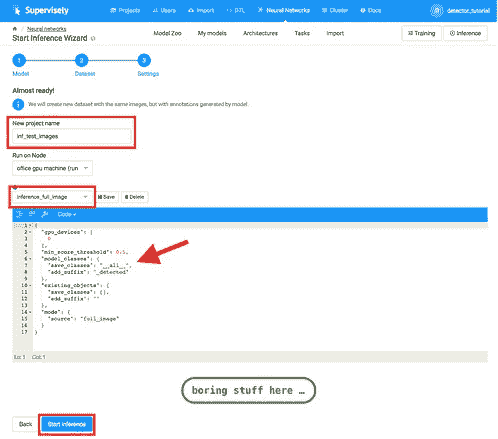 Supervisely
Projects Users Import DTL Neural Networks Cluster Docs detector_tutorial
Neural Networks
Start Inference Wizard
Model Zoo My models Architectures Tasks Import Training Inference
1 2 3
Model Dataset Settings
Almost ready!
We will create new dataset with the same images, but with annotations generated by model.
New project name
inf_test_images
Run on Node
office gpu machine (run
inference_full_image Save Delete
Code
1 {
2 "gpu_devices": [
3 0
4 ],
5 "min_score_threshold": 0.5,
6 "model_classes": {
7 "save_classes": "__all__",
8 "add_suffix": "_detected"
9 },
10 "existing_objects": {
11 "save_classes": [],
12 "add_suffix": ""
13 },
14 "mode": {
15 "source": "full_image"
16 }
17 }
Ln: 1 Col: 1
boring stuff here …
Back Start Inference